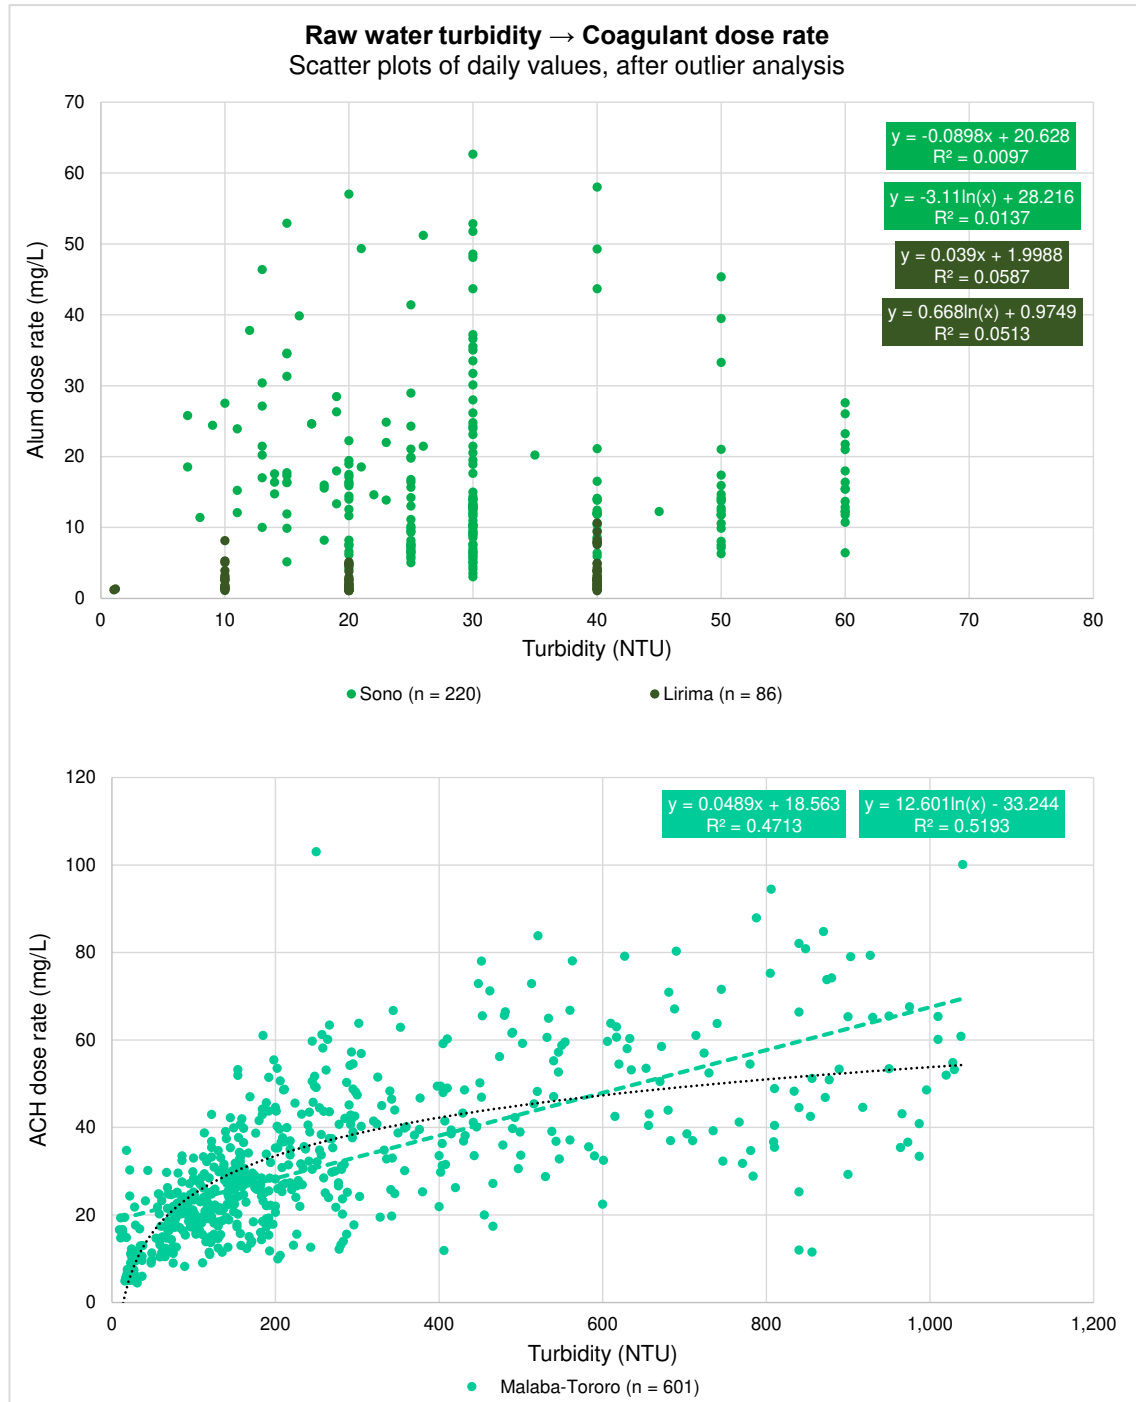 Raw water turbidity → Coagulant dose rate
Scatter plots of daily values, after outlier analysis
70
60
50
40
30
20
10
0
Alum dose rate (mg/L)
y = -0.0898x + 20.628
R² = 0.0097
y = -3.11ln(x) + 28.216
R² = 0.0137
y = 0.039x + 1.9988
R² = 0.0587
y = 0.668ln(x) + 0.9749
R² = 0.0513
0 10 20 30 40 50 60 70 80
Turbidity (NTU)
Sono (n = 220) Lirima (n = 86)
120
100
80
60
40
20
0
ACH dose rate (mg/L)
y = 0.0489x + 18.563
R² = 0.4713
y = 12.601ln(x) - 33.244
R² = 0.5193
0 200 400 600 800 1,000 1,200
Turbidity (NTU)
Malaba-Tororo (n = 601)